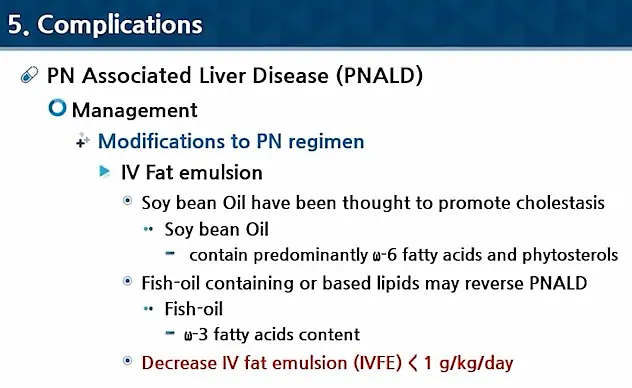 5. Complications
PN Associated Liver Disease (PNALD)
Management
Modifications to PN regimen
IV Fat emulsion
Soy bean Oil have been thought to promote cholestasis
Soy bean Oil
contain predominantly ω-6 fatty acids and phytosterols
Fish-oil containing or based lipids may reverse PNALD
Fish-oil
ω-3 fatty acids content
Decrease IV fat emulsion (IVFE) < 1 g/kg/day